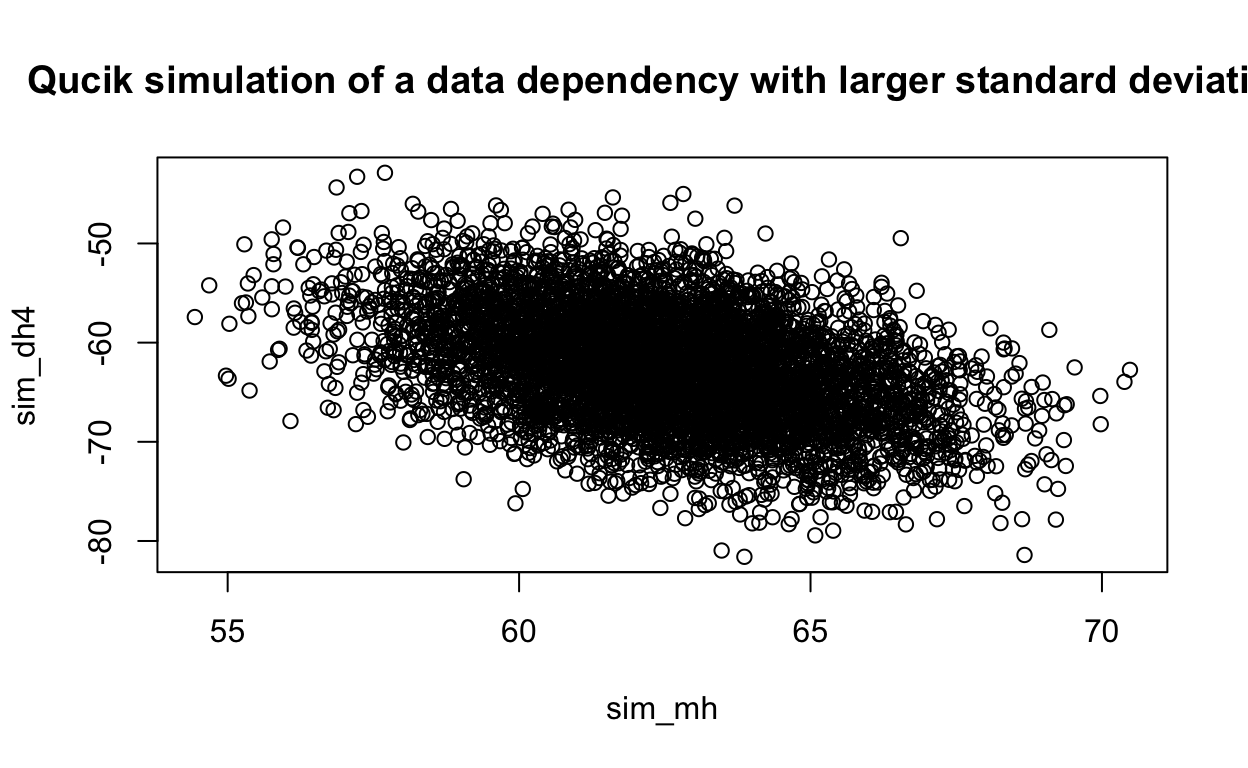 Qucik simulation of a data dependency with larger standard deviati
-50
-60
-70
-80
sim_dh4
55 60 65 70
sim_mh